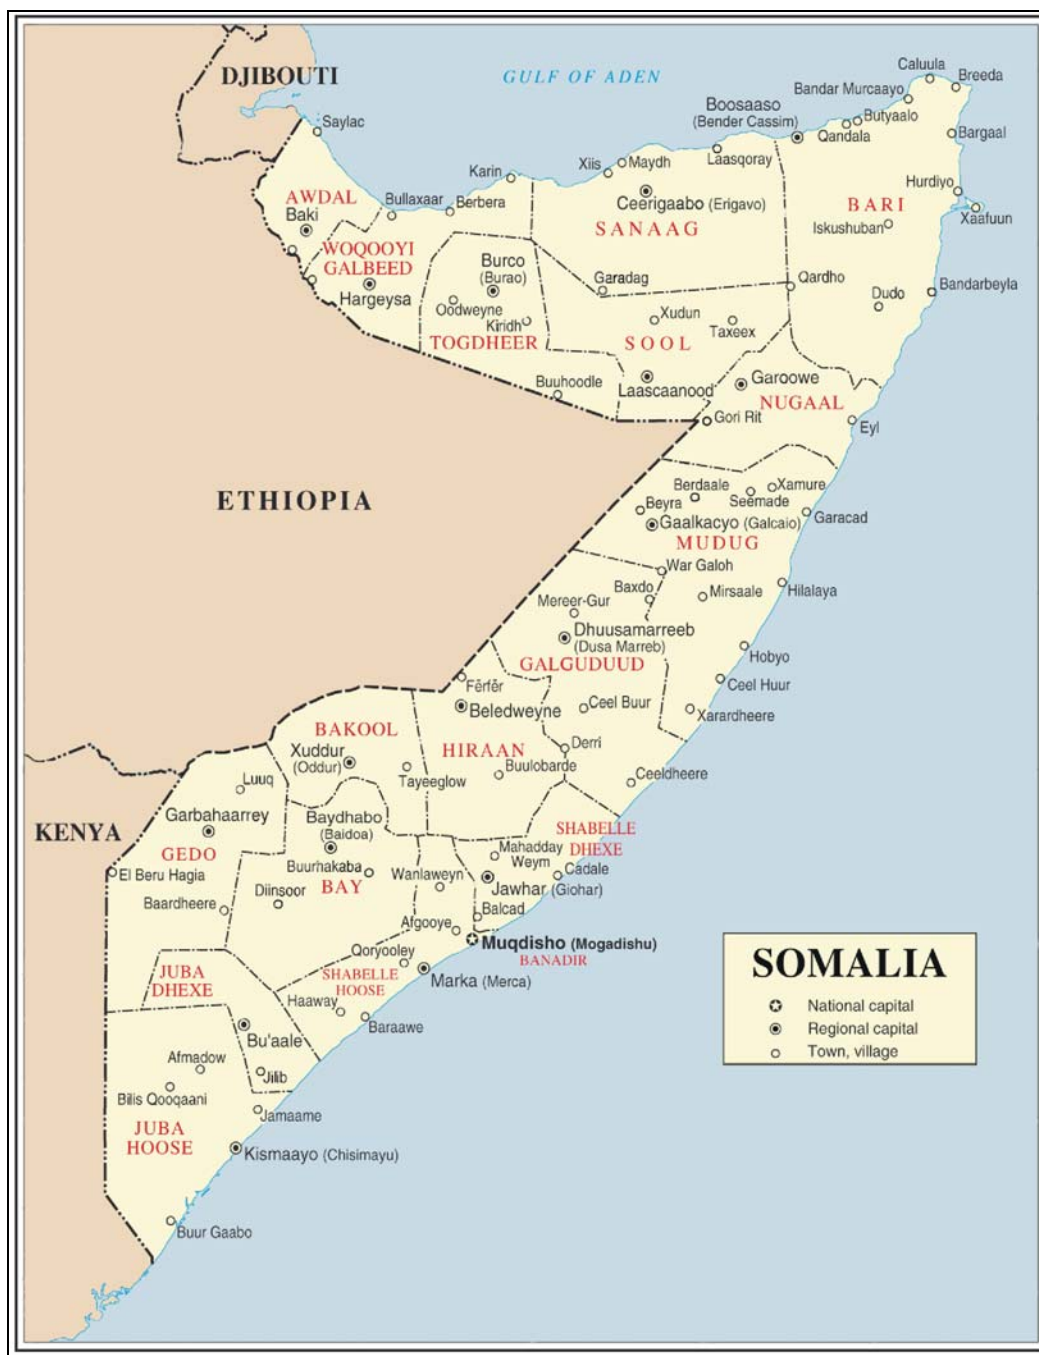 DJIBOUTI
GULF OF ADEN
Caluula
Breeda
Bandar Murcaayo
Boosaaso
(Bender Cassim)
Butyaalo
Qandala
Bargaal
Saylac
Xiis
Maydh
Laasqoray
Karin
Hurdiyo
AWDAL
Baki
Bullaxaar
Berbera
Ceerigaabo (Erigavo)
SANAAG
BARI
Xaafuun
Iskushuban
WOQOOYI
GALBEED
Hargeysa
Burco
(Burao)
Garadag
Qardho
Bandarbeyla
Oodweyne
Kiridh
Dudo
Xudun
Taxeex
TOGDHEER
SOOL
Buuhoodle
Laascaanood
Garoowe
NUGAAL
Gori Rit
Eyl
ETHIOPIA
Berdaale
Xamure
Seemade
Beyra
Garacad
Gaalkacyo (Galcaio)
MUDUG
War Galoh
Baxdo
Mirsaale
Hilalaya
Mereer-Gur
Dhuusamarreeb
(Dusa Marreb)
GALGUDUUD
Hobyo
Ceel Huur
Fērfēr
Beledweyne
Ceel Buur
Xarardheere
BAKOOL
Xuddur
(Oddur)
HIRAAN
Derri
Tayeeglow
Buulobarde
Ceeldheere
Luuq
KENYA
Garbahaarrey
GEDO
Baydhabo
(Baidoa)
SHABELLE
DHEXE
Mahadday
Weym
Cadale
El Beru Hagia
Buurhakaba
BAY
Wanlaweyn
Jawhar (Giohar)
Diinsoor
Baardheere
Balcad
Afgooye
Muqdisho (Mogadishu)
BANADIR
Qoryooley
JUBA
DHEXE
SHABELLE
HOOSE
Marka (Merca)
Haaway
Baraawe
Bu'aale
Afmadow
Jilib
Bilis Qooqaani
Jamaame
JUBA
HOOSE
Kismaayo (Chisimayu)
Buur Gaabo
SOMALIA
National capital
Regional capital
Town, village